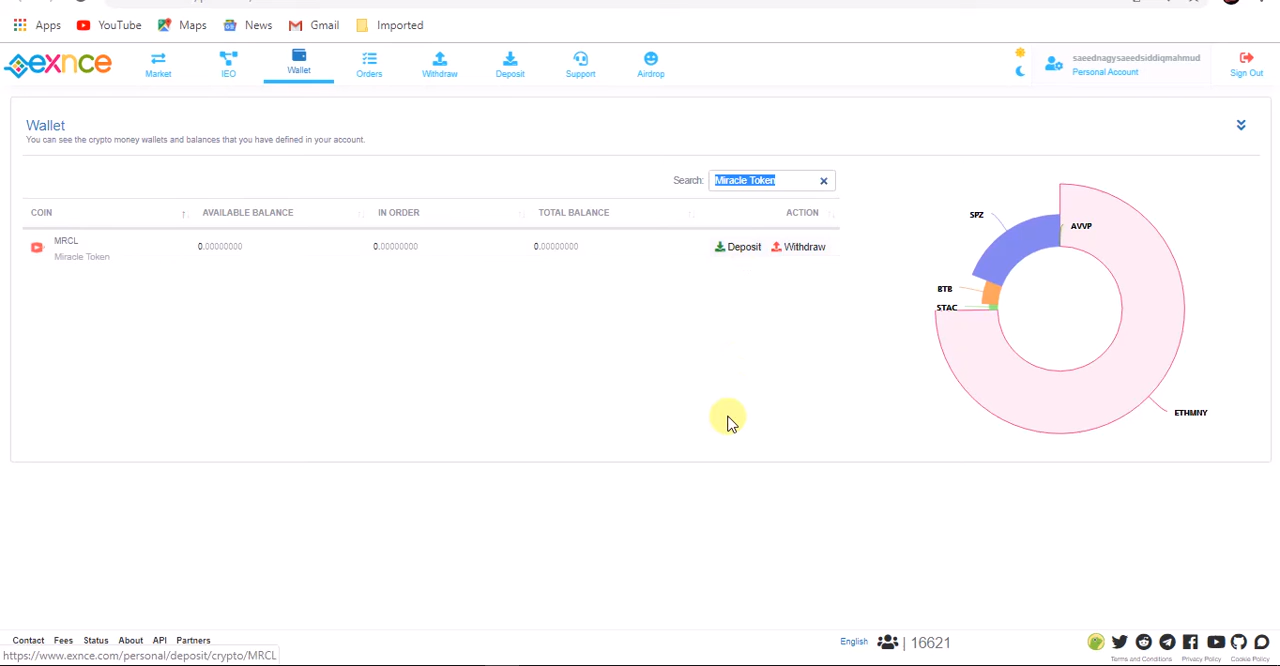 Apps YouTube Maps News Gmail Imported
exnce Market IEO Wallet Orders Withdraw Deposit Support Airdrop
saeednagysaeedsiddiqmahmud
Personal Account
Sign Out
Wallet
You can see the crypto money wallets and balances that you have defined in your account.
Search: Miracle Token
COIN AVAILABLE BALANCE IN ORDER TOTAL BALANCE ACTION
MRCL 0.00000000 0.00000000 0.00000000 Deposit Withdraw
Miracle Token
SPZ
AVVP
BTB
STAC
ETHMNY
Contact Fees Status About API Partners
English | 16621
https://www.exnce.com/personal/deposit/crypto/MRCL
Terms and Conditions Privacy Policy Cookie Policy